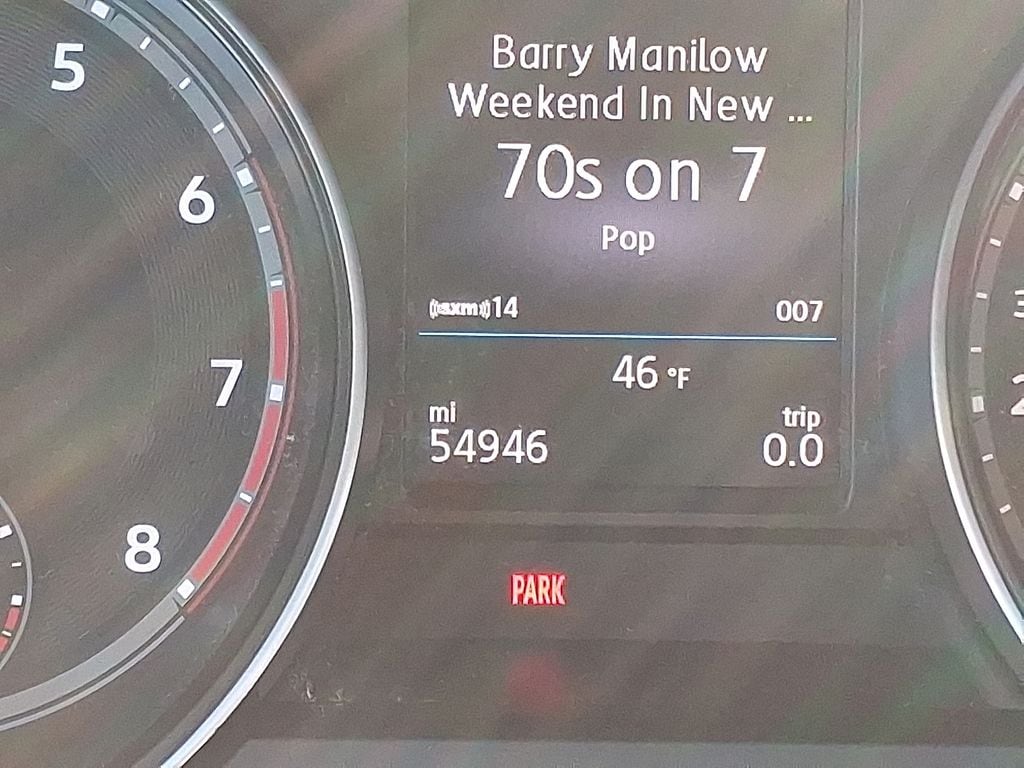 5
6
7
8
Barry Manilow
Weekend In New ...
70s on 7
Pop
((sxm)) 14 007
46 °F
mi trip
54946 0.0
PARK